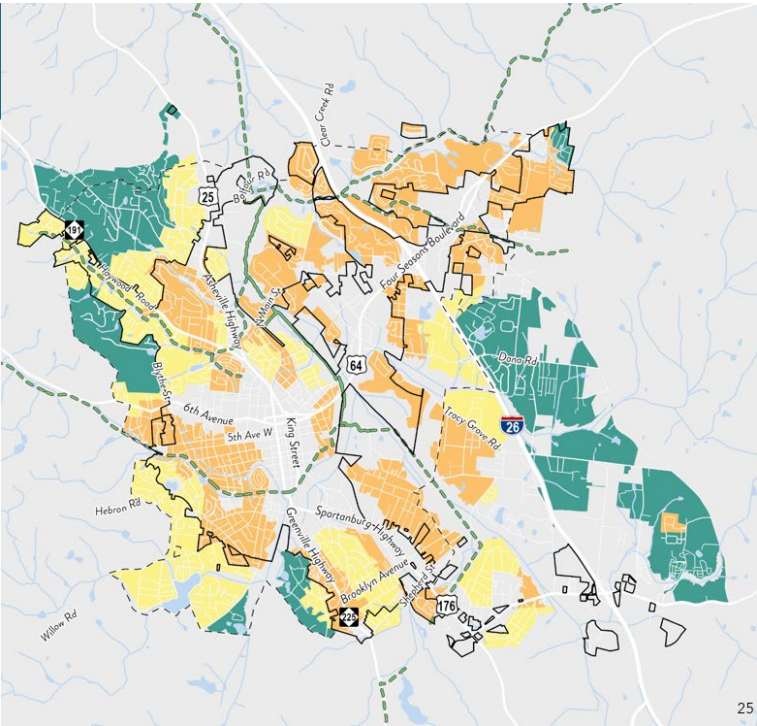 Clear Creek Rd
25
Balfour Rd
191
Haywood Road
Four Seasons Boulevard
Asheville Highway
N Main St
64
Dana Rd
Blythe St
6th Avenue
5th Ave W
King Street
Tracy Grove Rd
26
Hebron Rd
Spartanburg Highway
Greenville Highway
Brooklyn Avenue
Shepherd St
176
225
Willow Rd
25